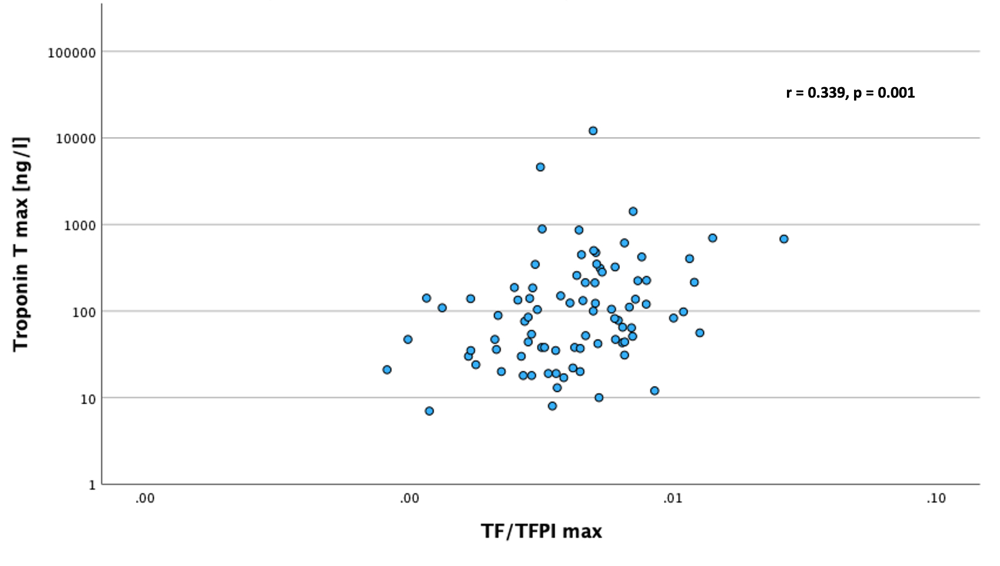 100000
r = 0.339, p = 0.001
10000
Troponin T max [ng/l]
1000
100
10
1
.00 .00 .01 .10
TF/TFPI max